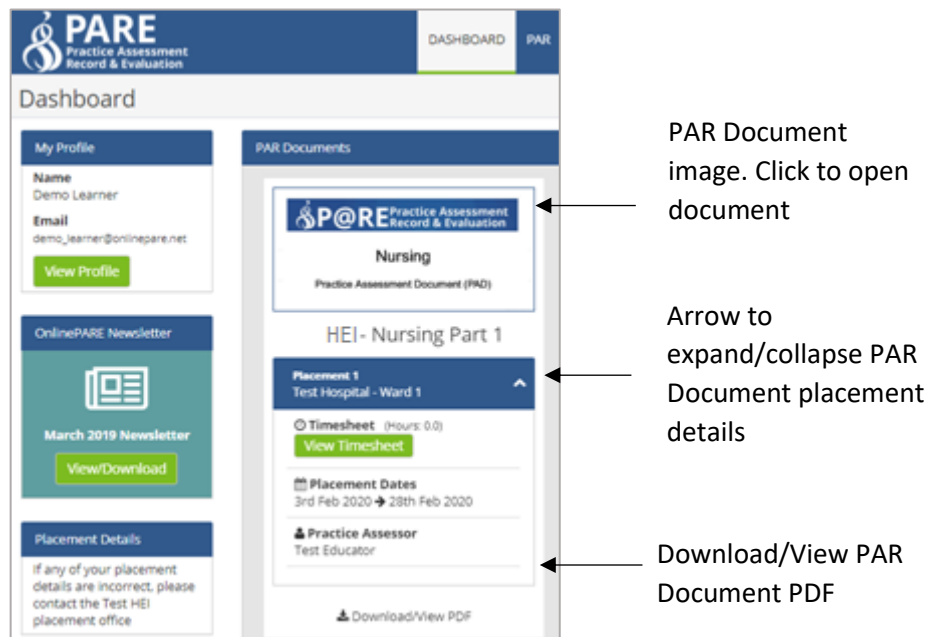 PARE
Practice Assessment
Record & Evaluation
DASHBOARD
PAR
Dashboard
My Profile
Name
Demo Learner
Email
demo_learner@onlinepare.net
View Profile
OnlinePARE Newsletter
March 2019 Newsletter
View/Download
Placement Details
If any of your placement
details are incorrect, please
contact the Test HEI
placement office
PAR Documents
P@RE Practice Assessment
Record & Evaluation
Nursing
Practice Assessment Document (PAD)
HEI- Nursing Part 1
Placement 1
Test Hospital - Ward 1
Timesheet (Hours: 0.0)
View Timesheet
Placement Dates
3rd Feb 2020 → 28th Feb 2020
Practice Assessor
Test Educator
Download/View PDF
PAR Document
image. Click to open
document
Arrow to
expand/collapse PAR
Document placement
details
Download/View PAR
Document PDF